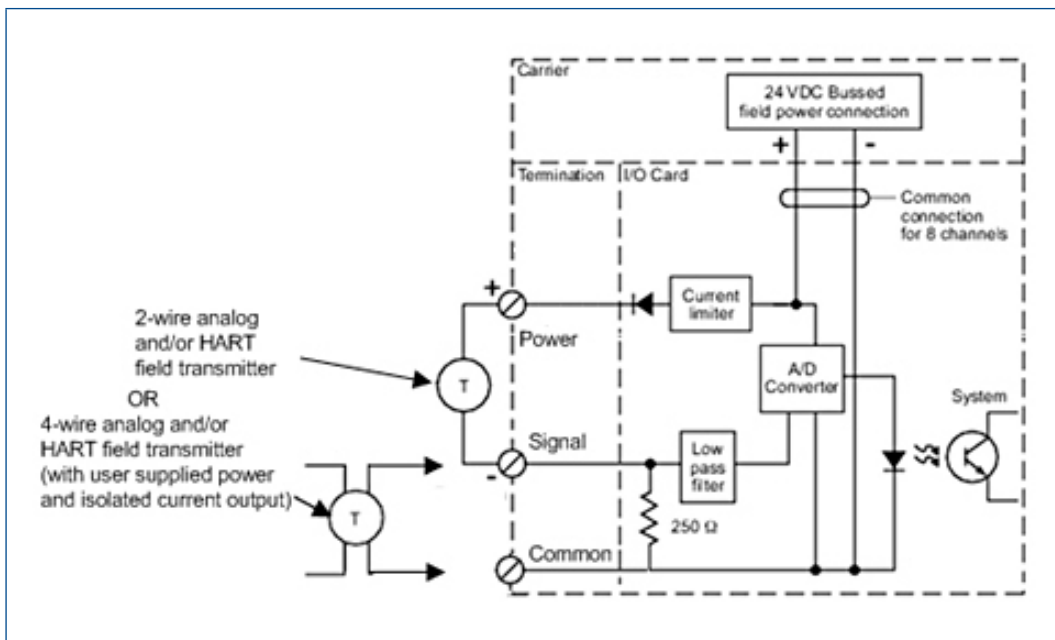 Carrier
24 VDC Bussed
field power connection
+
-
Termination
I/O Card
Common
connection
for 8 channels
+
Current
limiter
Power
2-wire analog
and/or HART
field transmitter
T
OR
4-wire analog and/or
HART field transmitter
(with user supplied power
and isolated current output)
T
A/D
Converter
System
Signal
-
Low
pass
filter
250 Ω
Common